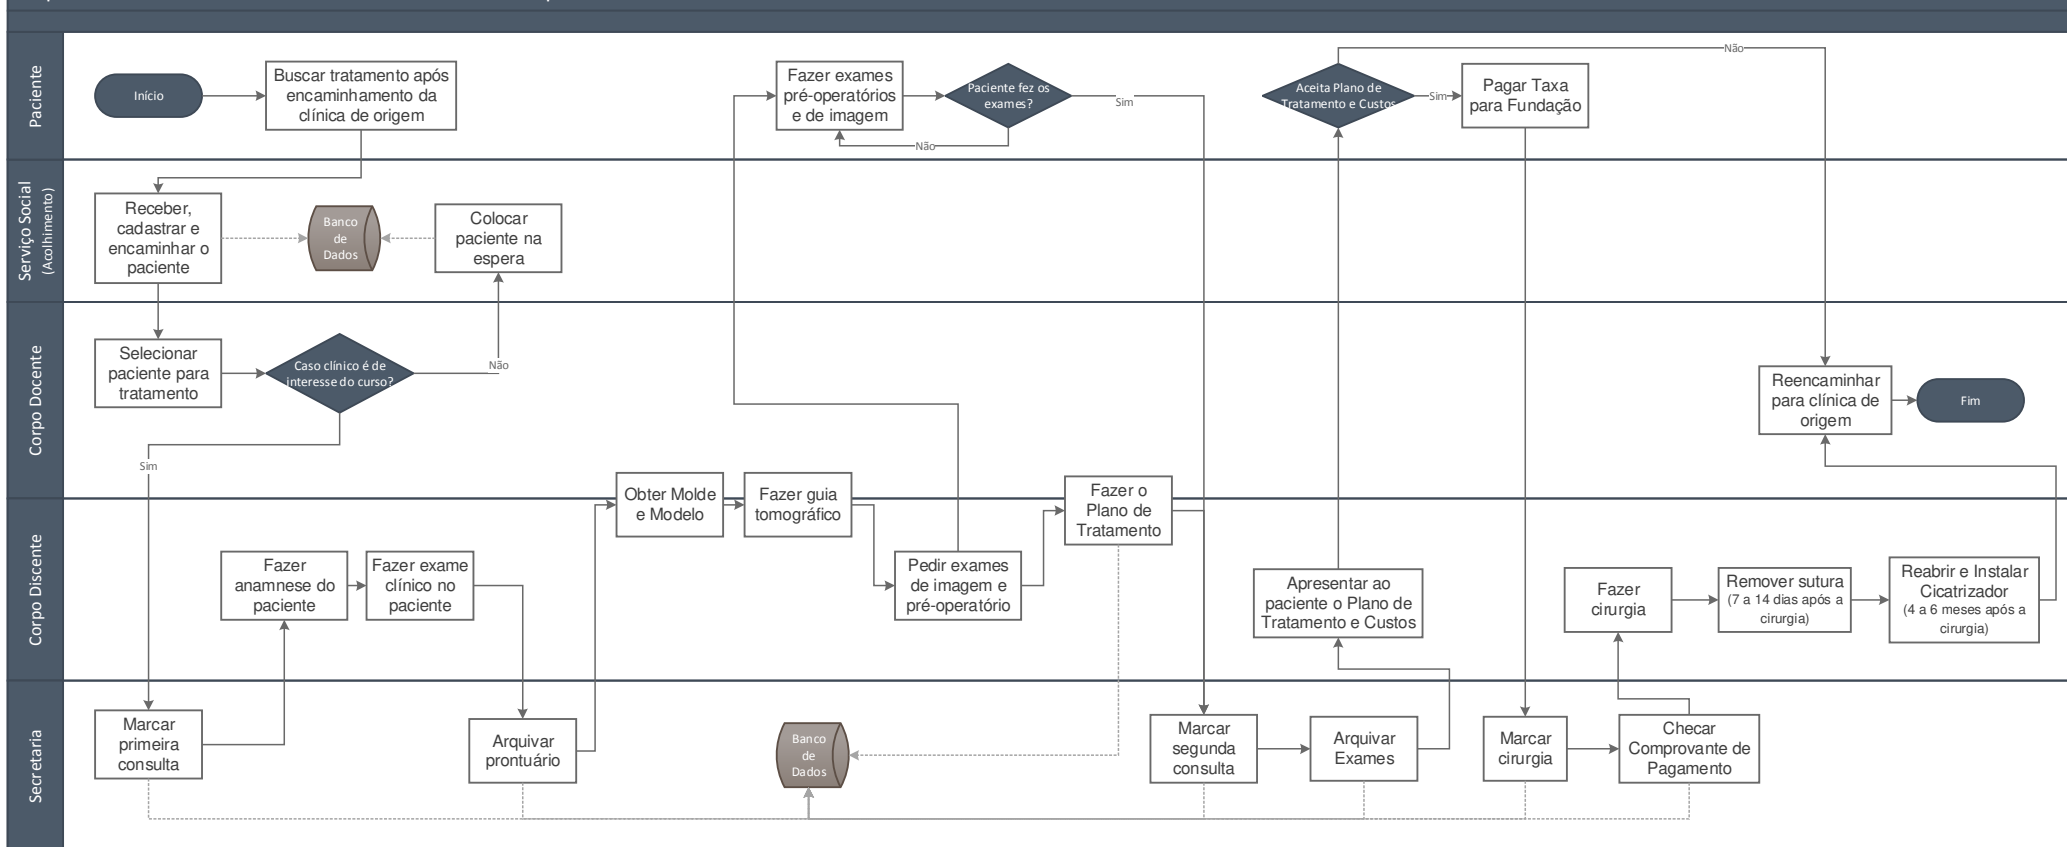 Paciente
Início
Buscar tratamento após
encaminhamento da
clínica de origem
Fazer exames
pré-operatórios
e de imagem
Paciente fez os
exames?
Sim
Não
Aceita Plano de
Tratamento e Custos
Sim
Não
Pagar Taxa
para Fundação
Serviço Social
(Acolhimento)
Receber,
cadastrar e
encaminhar o
paciente
Banco
de
Dados
Colocar
paciente na
espera
Corpo Docente
Selecionar
paciente para
tratamento
Caso clínico é de
interesse do curso?
Não
Sim
Reencaminhar
para clínica de
origem
Fim
Obter Molde
e Modelo
Fazer guia
tomográfico
Fazer o
Plano de
Tratamento
Corpo Discente
Fazer
anamnese do
paciente
Fazer exame
clínico no
paciente
Pedir exames
de imagem e
pré-operatório
Apresentar ao
paciente o Plano de
Tratamento e Custos
Fazer
cirurgia
Remover sutura
(7 a 14 dias após a
cirurgia)
Reabrir e Instalar
Cicatrizador
(4 a 6 meses após a
cirurgia)
Secretaria
Marcar
primeira
consulta
Arquivar
prontuário
Banco
de
Dados
Marcar
segunda
consulta
Arquivar
Exames
Marcar
cirurgia
Checar
Comprovante de
Pagamento